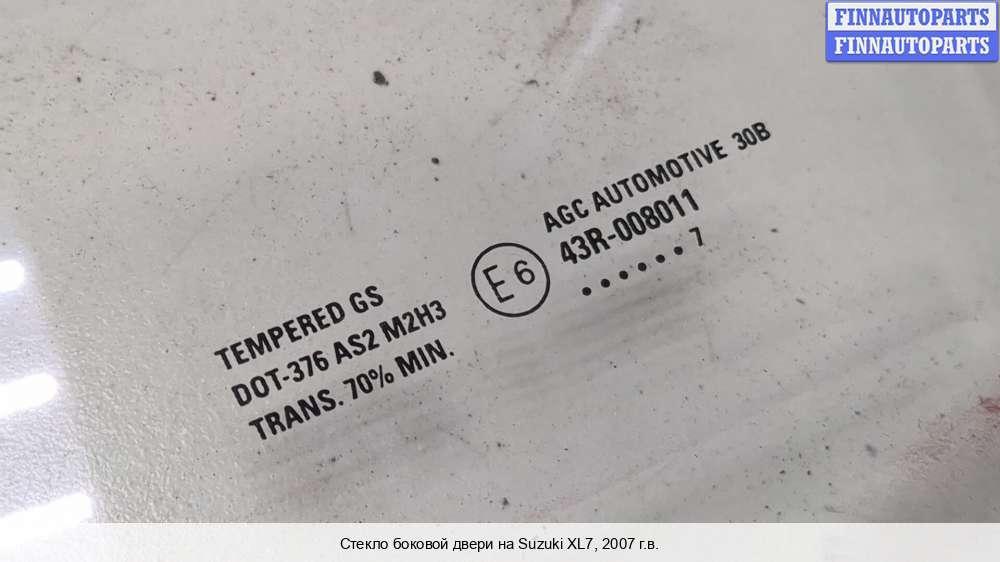 FINNAUTOPARTS
FINNAUTOPARTS
AGC AUTOMOTIVE 30B
43R-008011
...... 7
E6
TEMPERED GS
DOT-376 AS2 M2H3
TRANS. 70% MIN.
Стекло боковой двери на Suzuki XL7, 2007 г.в.